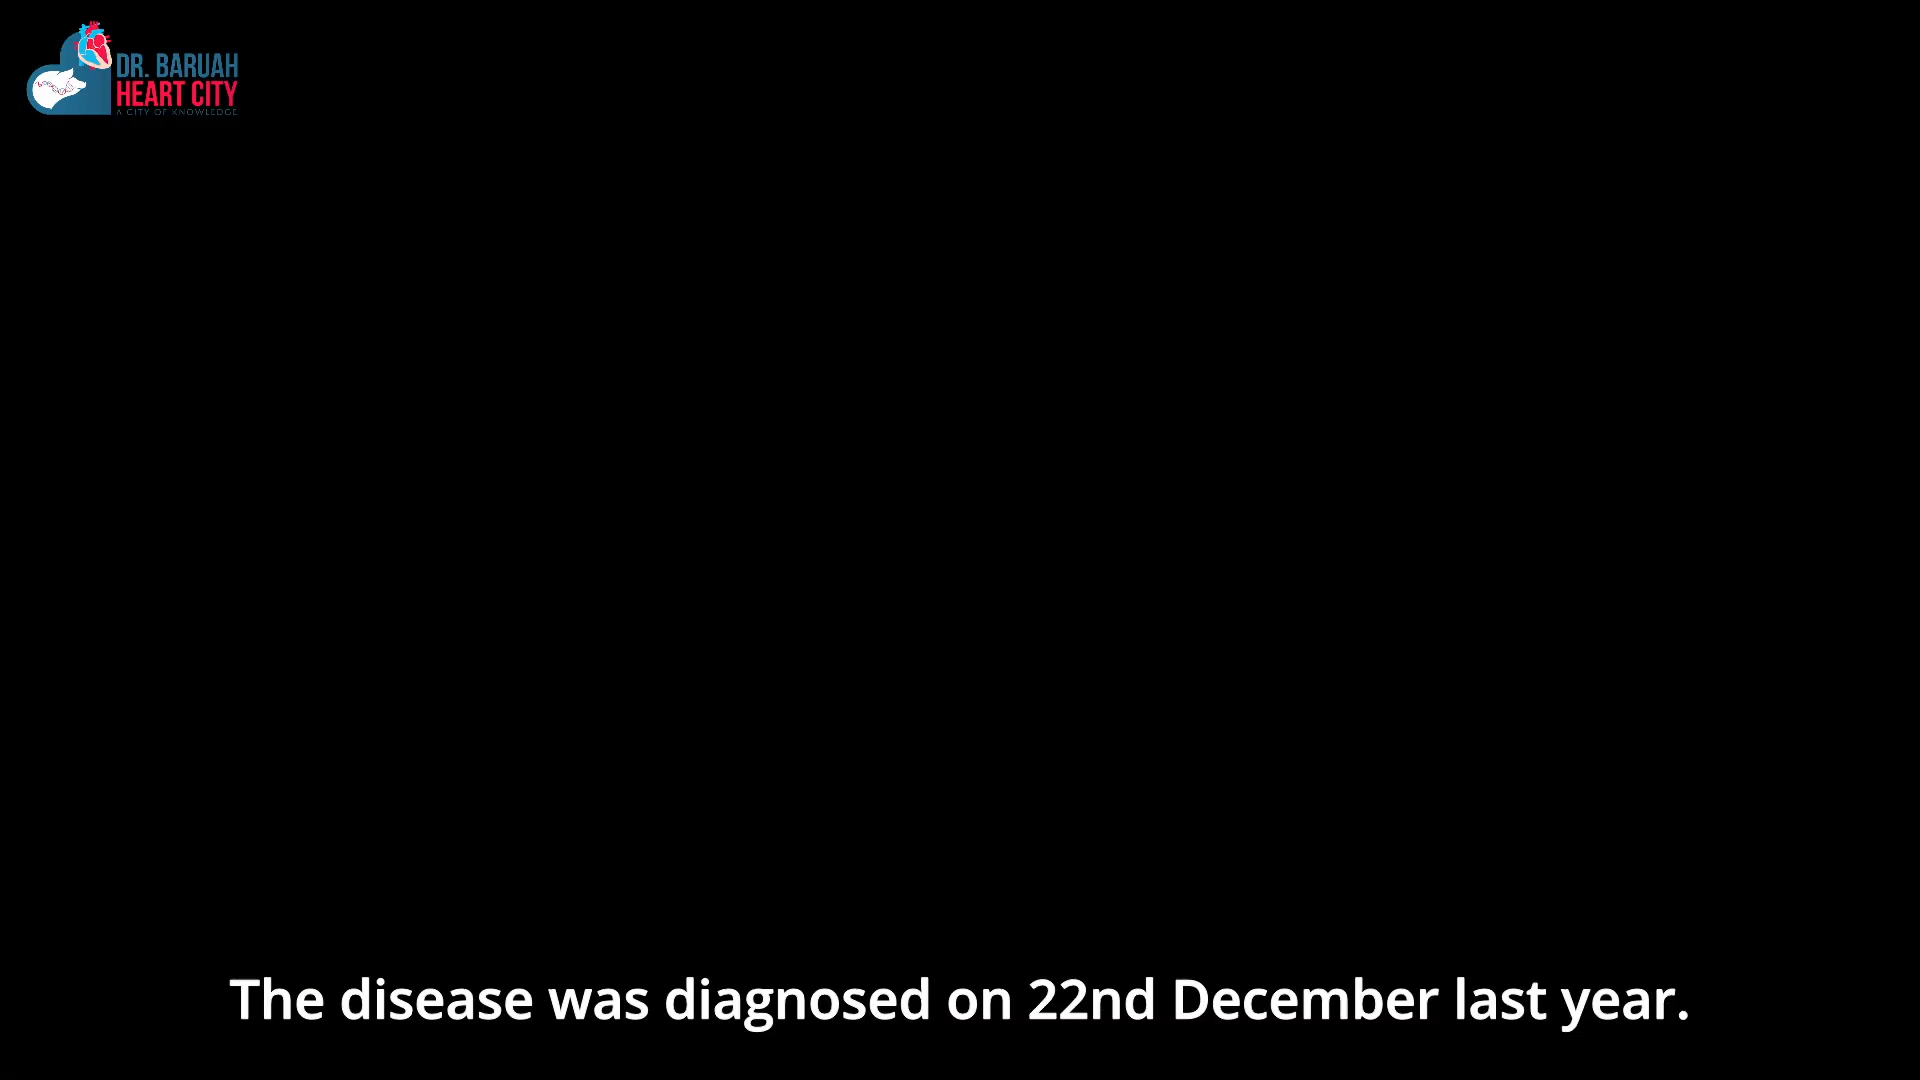 DR. BARUAH
HEART CITY
A CITY OF KNOWLEDGE
The disease was diagnosed on 22nd December last year.